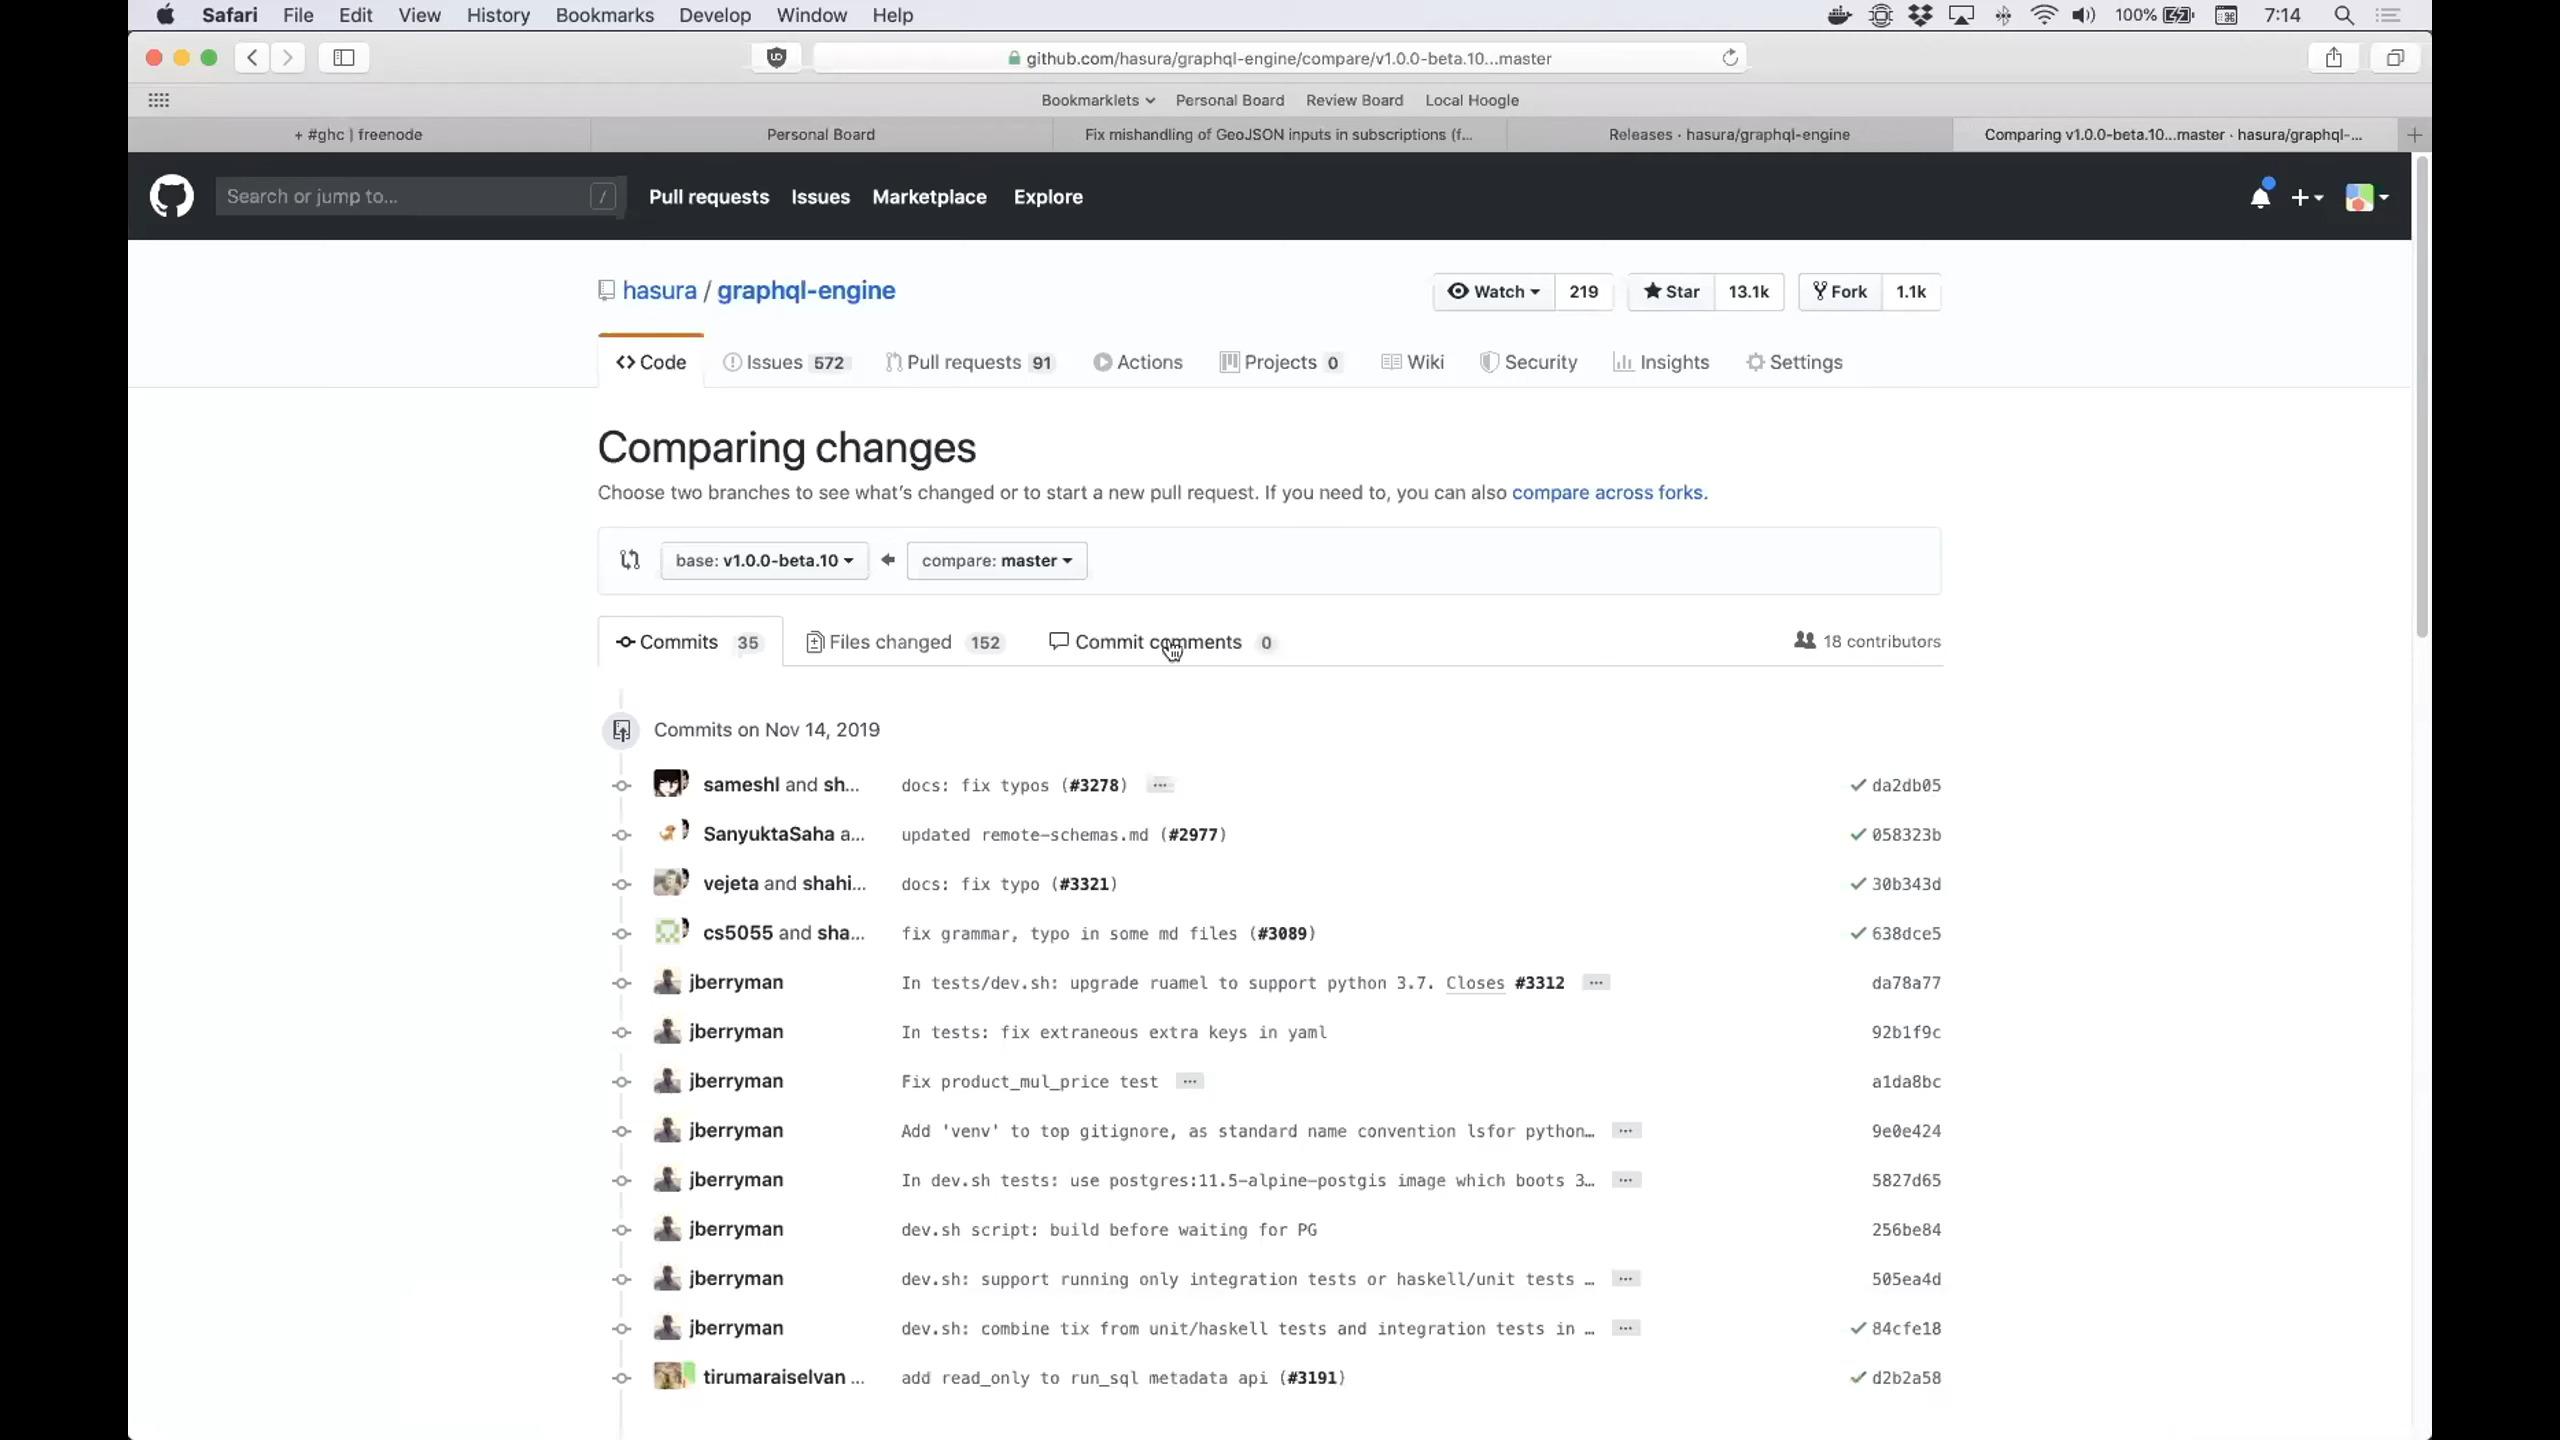 Safari File Edit View History Bookmarks Develop Window Help 100% 7:14
github.com/hasura/graphql-engine/compare/v1.0.0-beta.10...master
Bookmarklets Personal Board Review Board Local Hoogle
+ #ghc | freenode Personal Board Fix mishandling of GeoJSON inputs in subscriptions (f... Releases · hasura/graphql-engine Comparing v1.0.0-beta.10...master · hasura/graphql-...
Search or jump to... / Pull requests Issues Marketplace Explore
hasura / graphql-engine Watch 219 Star 13.1k Fork 1.1k
Code Issues 572 Pull requests 91 Actions Projects 0 Wiki Security Insights Settings
Comparing changes
Choose two branches to see what's changed or to start a new pull request. If you need to, you can also compare across forks.
base: v1.0.0-beta.10 compare: master
Commits 35 Files changed 152 Commit comments 0 18 contributors
Commits on Nov 14, 2019
sameshl and sh... docs: fix typos (#3278) ... da2db05
SanyuktaSaha a... updated remote-schemas.md (#2977) 058323b
vejeta and shahi... docs: fix typo (#3321) 30b343d
cs5055 and sha... fix grammar, typo in some md files (#3089) 638dce5
jberryman In tests/dev.sh: upgrade ruamel to support python 3.7. Closes #3312 ... da78a77
jberryman In tests: fix extraneous extra keys in yaml 92b1f9c
jberryman Fix product_mul_price test ... a1da8bc
jberryman Add 'venv' to top gitignore, as standard name convention lsfor python… ... 9e0e424
jberryman In dev.sh tests: use postgres:11.5-alpine-postgis image which boots 3… ... 5827d65
jberryman dev.sh script: build before waiting for PG 256be84
jberryman dev.sh: support running only integration tests or haskell/unit tests … ... 505ea4d
jberryman dev.sh: combine tix from unit/haskell tests and integration tests in … ... 84cfe18
tirumaraiselvan ... add read_only to run_sql metadata api (#3191) d2b2a58